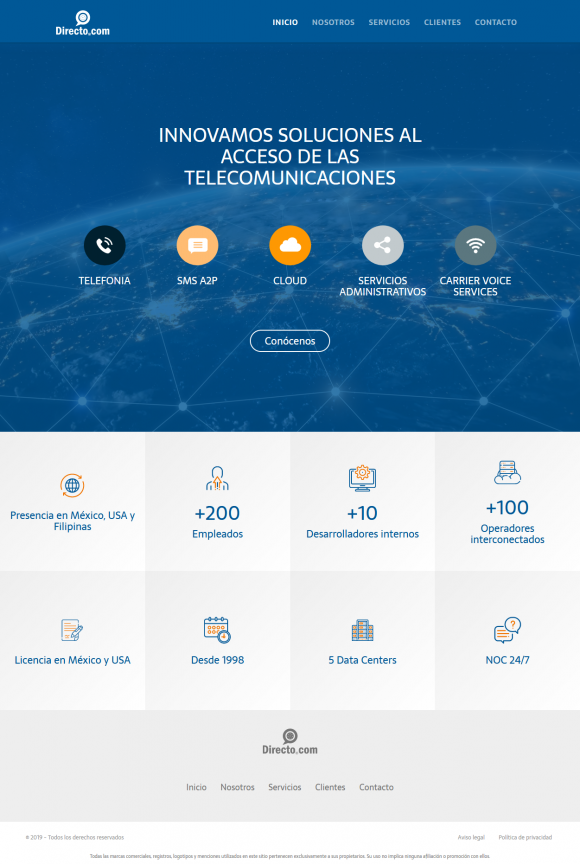 Directo.com
INICIO NOSOTROS SERVICIOS CLIENTES CONTACTO
INNOVAMOS SOLUCIONES AL
ACCESO DE LAS
TELECOMUNICACIONES
TELEFONIA
SMS A2P
CLOUD
SERVICIOS
ADMINISTRATIVOS
CARRIER VOICE
SERVICES
Conócenos
Presencia en México, USA y
Filipinas
+200
Empleados
+10
Desarrolladores internos
+100
Operadores
interconectados
Licencia en México y USA
Desde 1998
5 Data Centers
NOC 24/7
Directo.com
Inicio Nosotros Servicios Clientes Contacto
© 2019 - Todos los derechos reservados
Aviso legal Política de privacidad
Todas las marcas comerciales, registros, logotipos y menciones utilizados en este sitio pertenecen exclusivamente a sus propietarios. Su uso no implica ninguna afiliación o promoción con ellos.